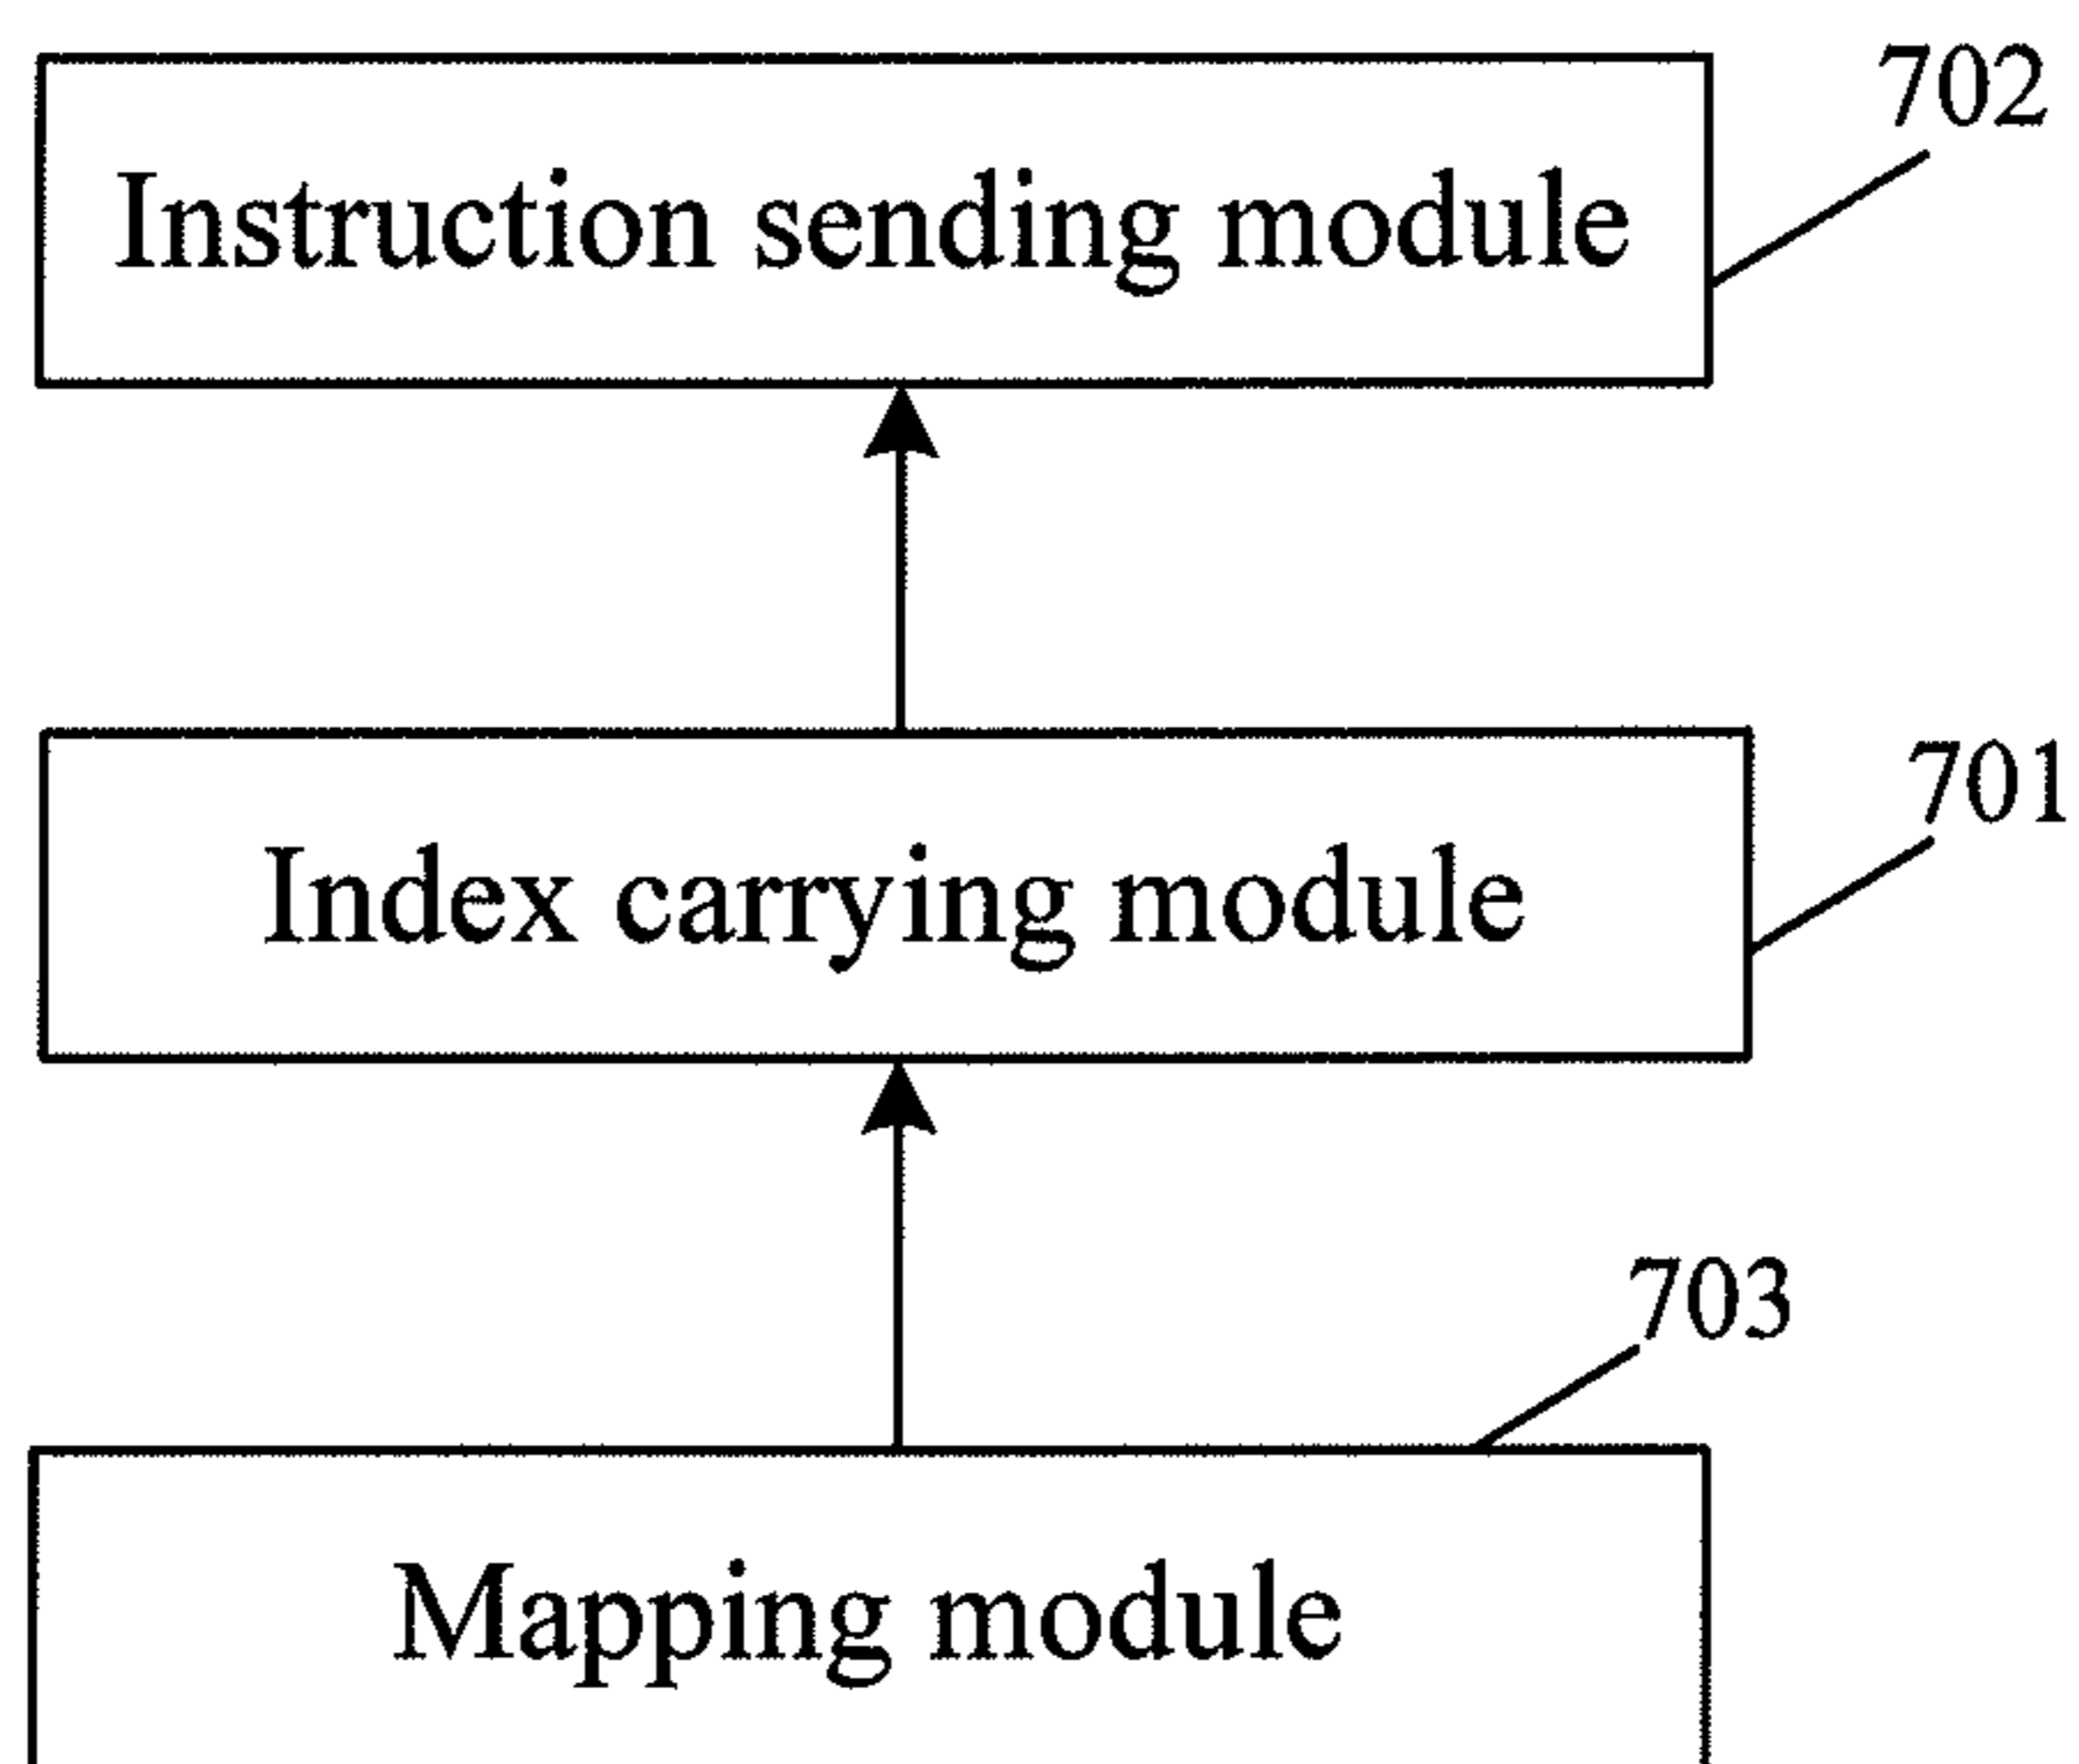 702
Instruction sending module
701
Index carrying module
703
Mapping module